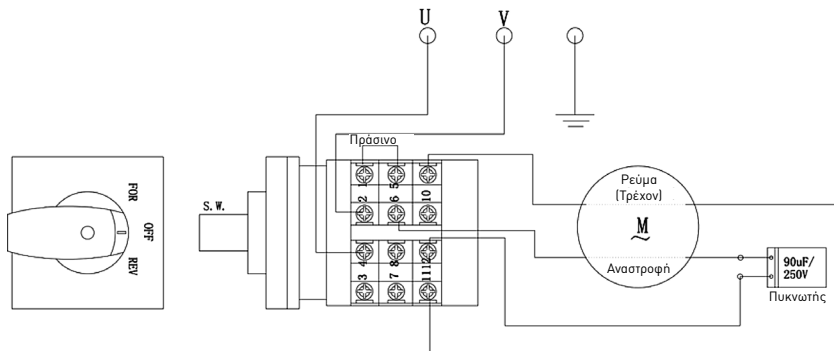 U V
Πράσινο
FOR
OFF
REV
S.W.
1 5
2 6 10
4 8 12
3 7 11
Ρεύμα
(Τρέχον)
M
~
Αναστροφή
90uF/
250V
Πυκνωτής